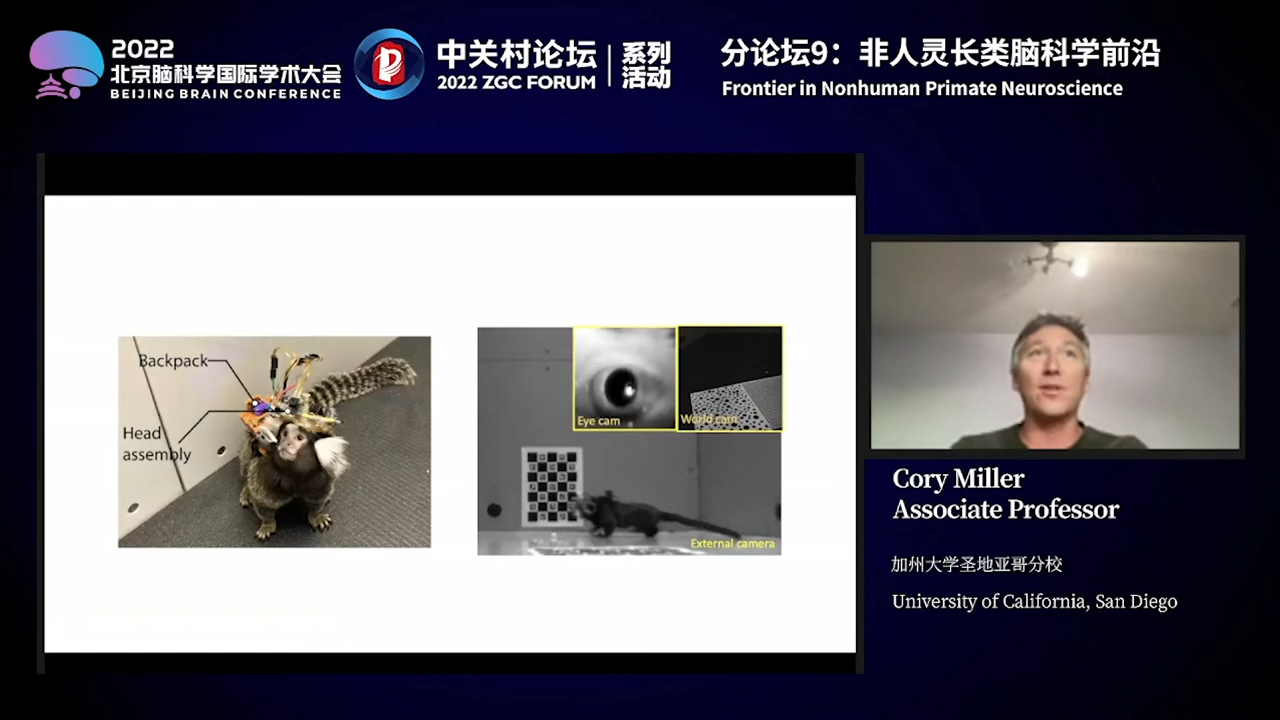 2022
北京脑科学国际学术大会
BEIJING BRAIN CONFERENCE
中关村论坛
2022 ZGC FORUM
系列
活动
分论坛9：非人灵长类脑科学前沿
Frontier in Nonhuman Primate Neuroscience
Backpack
Head
assembly
Eye cam
World cam
External camera
Cory Miller
Associate Professor
加州大学圣地亚哥分校
University of California, San Diego